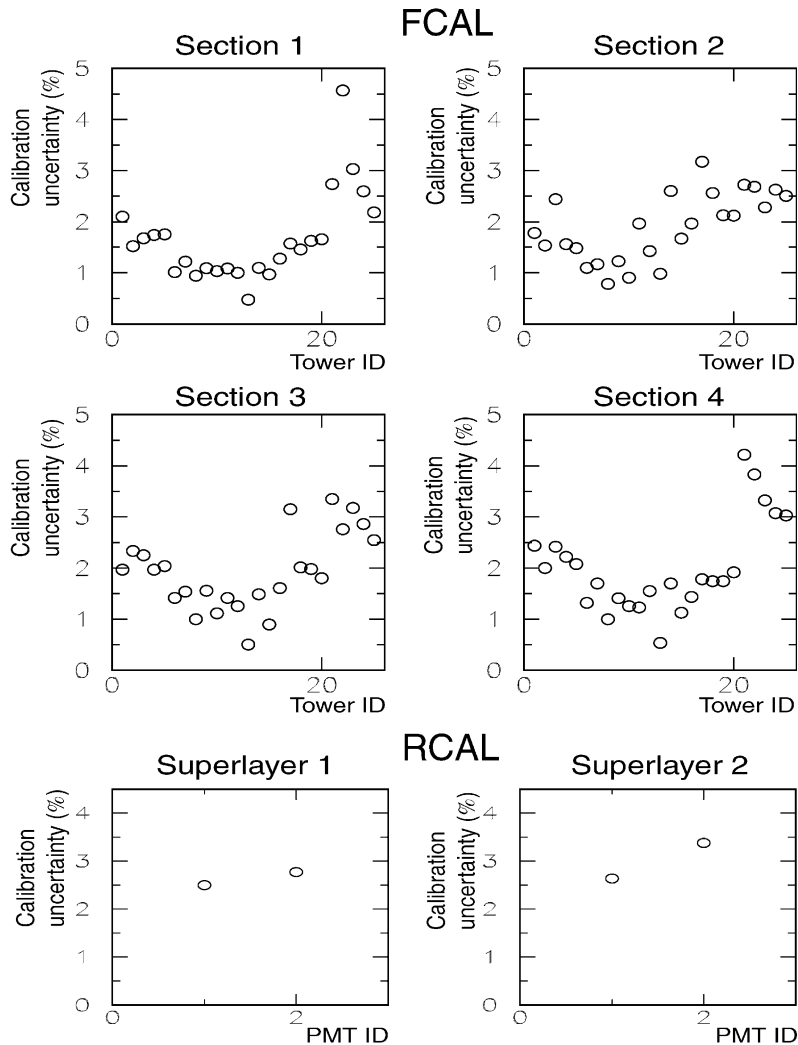 FCAL
Section 1
Calibration
uncertainty (%)
5
4
3
2
1
0
0
20
Tower ID
Section 2
Calibration
uncertainty (%)
5
4
3
2
1
0
0
20
Tower ID
Section 3
Calibration
uncertainty (%)
5
4
3
2
1
0
0
20
Tower ID
Section 4
Calibration
uncertainty (%)
5
4
3
2
1
0
0
20
Tower ID
RCAL
Superlayer 1
Calibration
uncertainty (%)
4
3
2
1
0
0
2
PMT ID
Superlayer 2
Calibration
uncertainty (%)
4
3
2
1
0
0
2
PMT ID